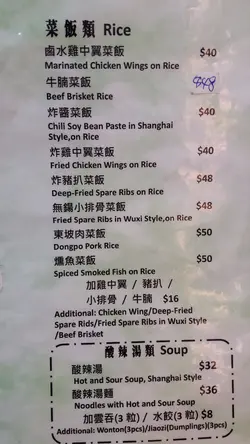 菜飯類 Rice
鹵水雞中翼菜飯 $40
Marinated Chicken Wings on Rice
牛腩菜飯 $48
Beef Brisket Rice
炸醬菜飯 $40
Chili Soy Bean Paste in Shanghai
Style,on Rice
炸雞中翼菜飯 $40
Fried Chicken Wings on Rice
炸豬扒菜飯 $48
Deep-Fried Spare Ribs on Rice
無錫小排骨菜飯 $48
Fried Spare Ribs in Wuxi Style,on Rice
東坡肉菜飯 $50
Dongpo Pork Rice
燻魚菜飯 $50
Spiced Smoked Fish on Rice
加雞中翼 / 豬扒 /
小排骨 / 牛腩 $16
Additional: Chicken Wing/Deep-Fried
Spare Rids/Fried Spare Ribs in Wuxi Style
/Beef Brisket
酸辣湯類 Soup
酸辣湯 $32
Hot and Sour Soup, Shanghai Style
酸辣湯麵 $36
Noodles with Hot and Sour Soup
加雲吞(3 粒) / 水餃(3 粒) $8
Additional: Wonton(3pcs)/Jiaozi(Dumplings)(3pcs)